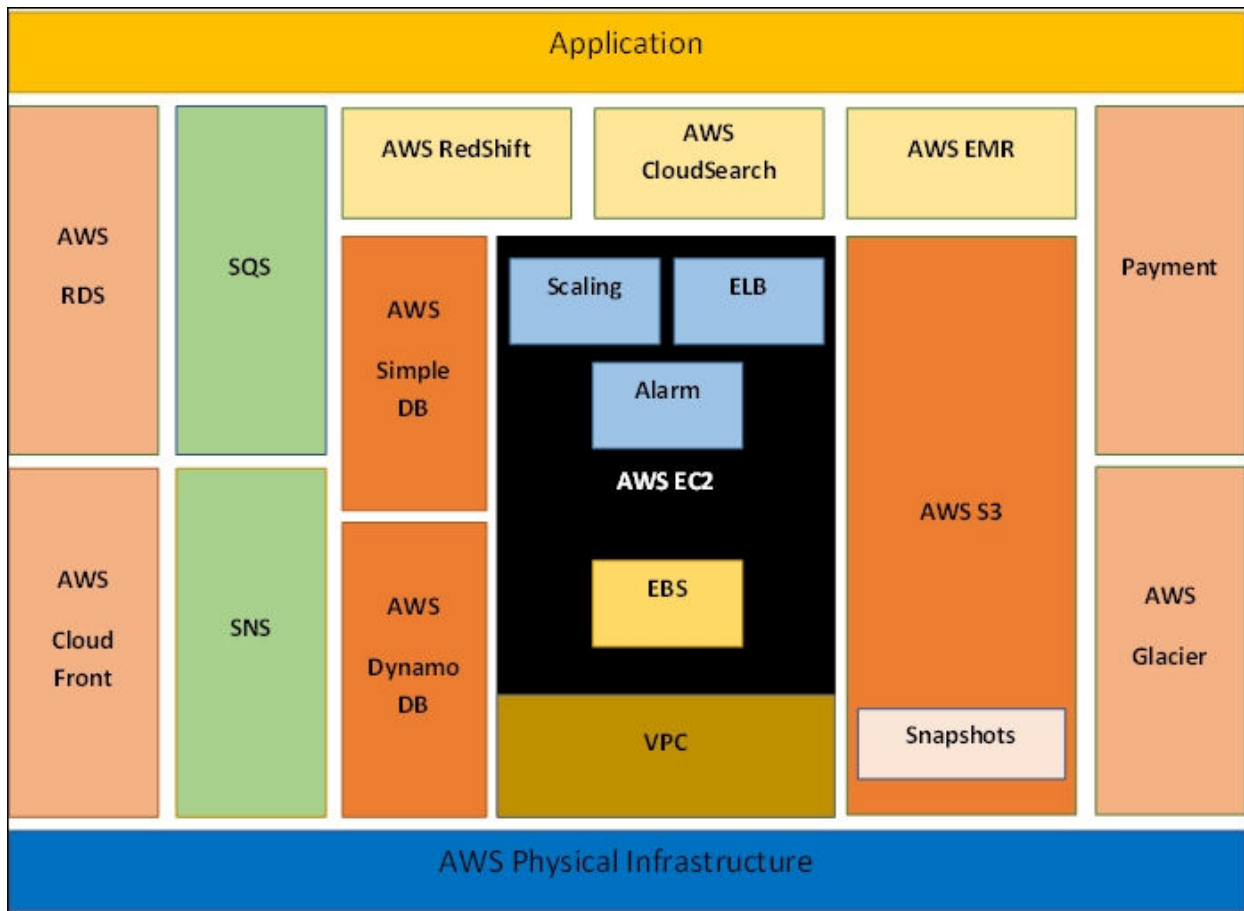 Application
AWS
RDS
SQS
AWS RedShift
AWS
CloudSearch
AWS EMR
Payment
AWS
Simple
DB
Scaling
ELB
Alarm
AWS EC2
EBS
VPC
AWS S3
Snapshots
AWS
Cloud
Front
SNS
AWS
Dynamo
DB
AWS
Glacier
AWS Physical Infrastructure